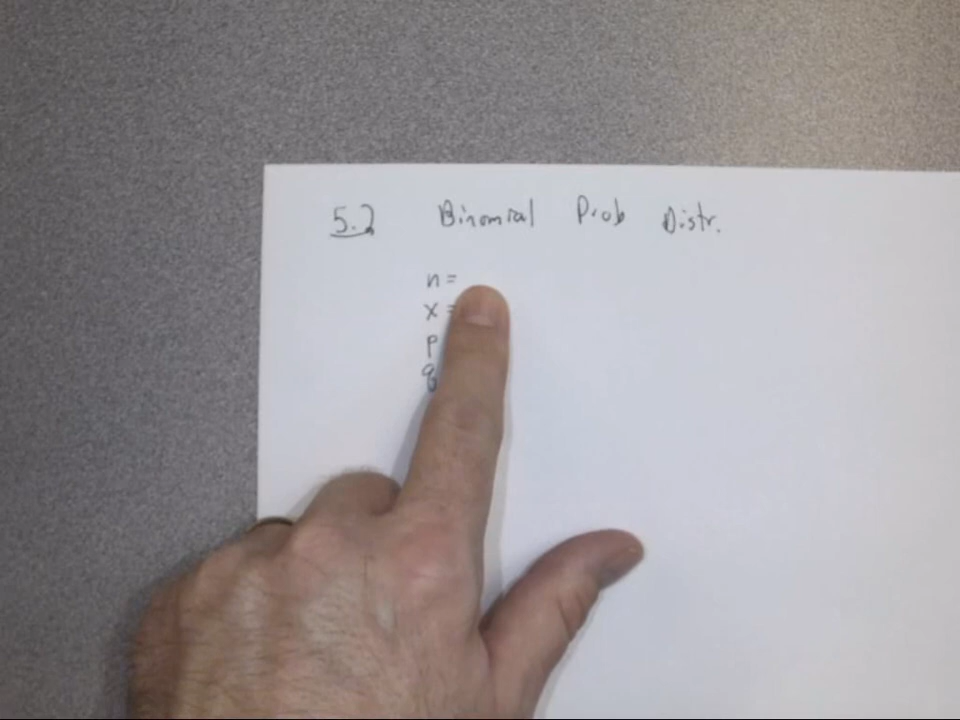 5.2 Binomial Prob Distr.
n =
x =
p
q